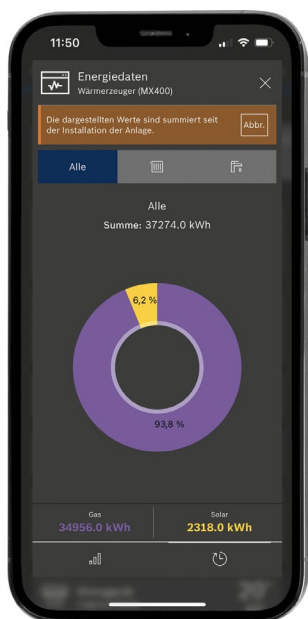 11:50
Energiedaten
Wärmerzeuger (MX400)
Die dargestellten Werte sind summiert seit
der Installation der Anlage.
Abbr.
Alle
Alle
Summe: 37274.0 kWh
6,2 %
93,8 %
Gas
Solar
34956.0 kWh
2318.0 kWh